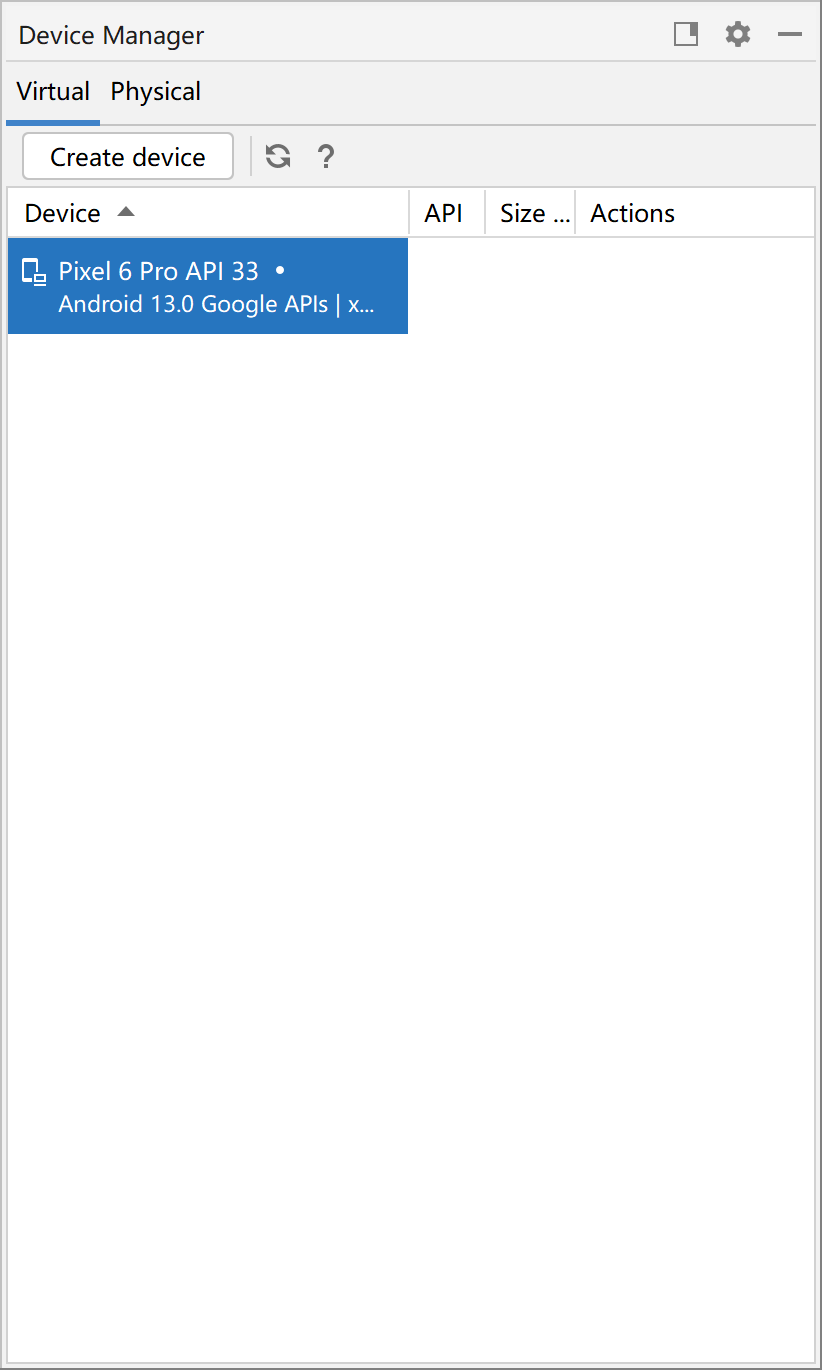 Device Manager
Virtual Physical
Create device ?
Device API Size ... Actions
Pixel 6 Pro API 33
Android 13.0 Google APIs | x...